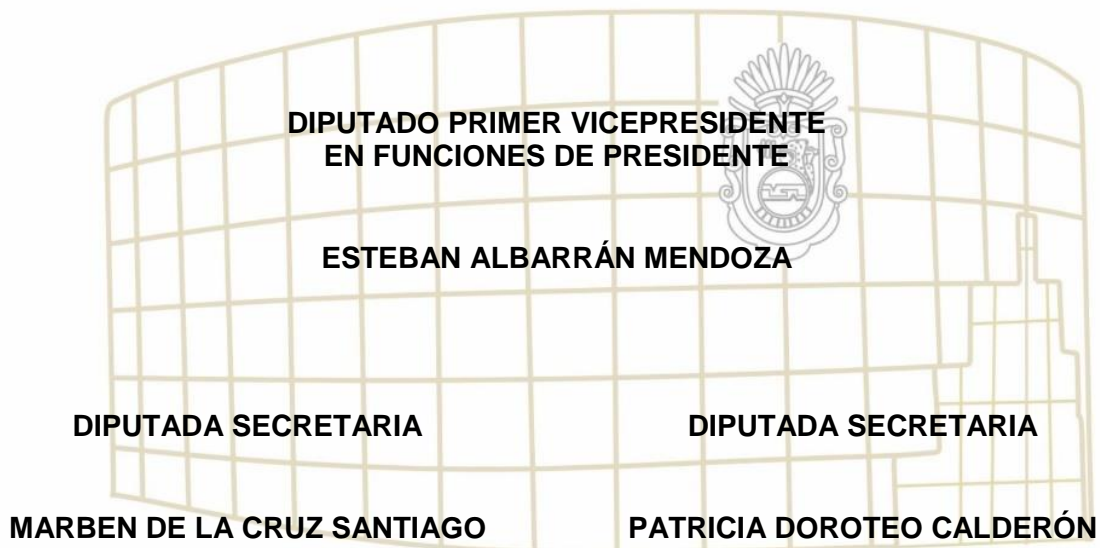 DIPUTADO PRIMER VICEPRESIDENTE
EN FUNCIONES DE PRESIDENTE
ESTEBAN ALBARRÁN MENDOZA
DIPUTADA SECRETARIA
DIPUTADA SECRETARIA
MARBEN DE LA CRUZ SANTIAGO
PATRICIA DOROTEO CALDERÓN